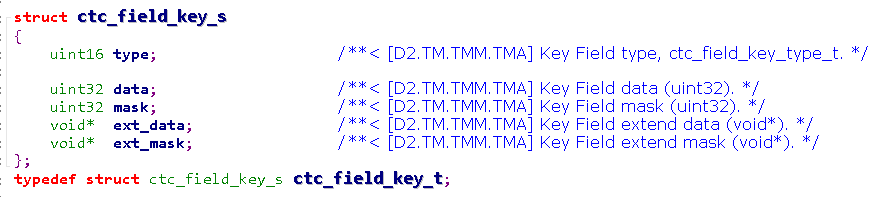 struct ctc_field_key_s
{
uint16 type; /**< [D2.TM.TMM.TMA] Key Field type, ctc_field_key_type_t. */
uint32 data; /**< [D2.TM.TMM.TMA] Key Field data (uint32). */
uint32 mask; /**< [D2.TM.TMM.TMA] Key Field mask (uint32). */
void* ext_data; /**< [D2.TM.TMM.TMA] Key Field extend data (void*). */
void* ext_mask; /**< [D2.TM.TMM.TMA] Key Field extend mask (void*). */
};
typedef struct ctc_field_key_s ctc_field_key_t;